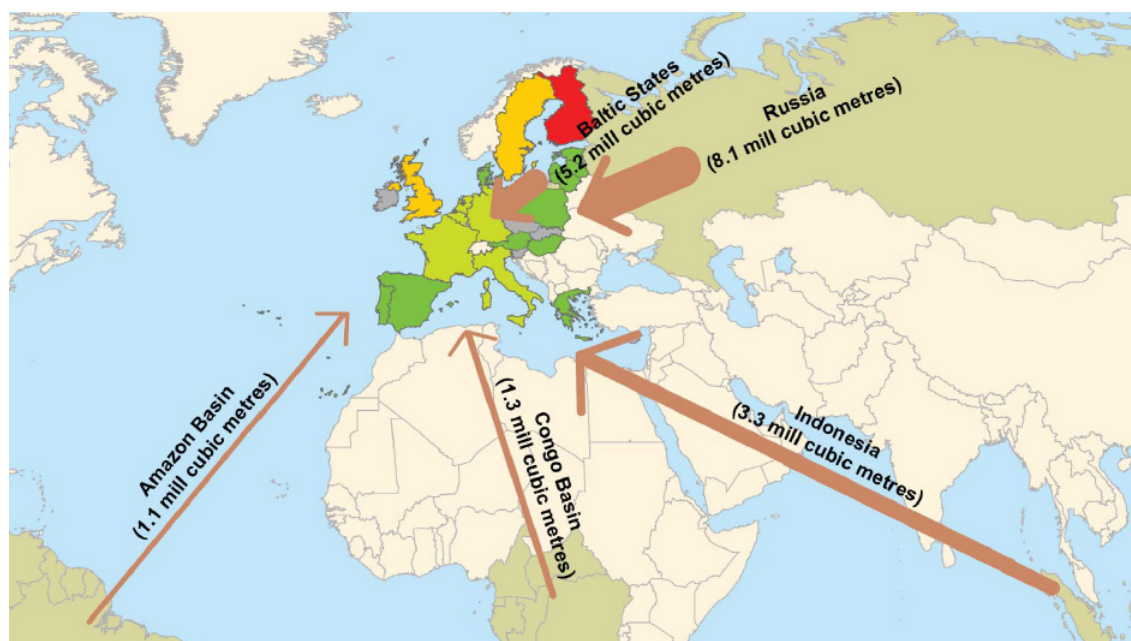 Baltic States
(5.2 mill cubic metres)
Russia
(8.1 mill cubic metres)
Amazon Basin
(1.1 mill cubic metres)
Congo Basin
(1.3 mill cubic metres)
Indonesia
(3.3 mill cubic metres)